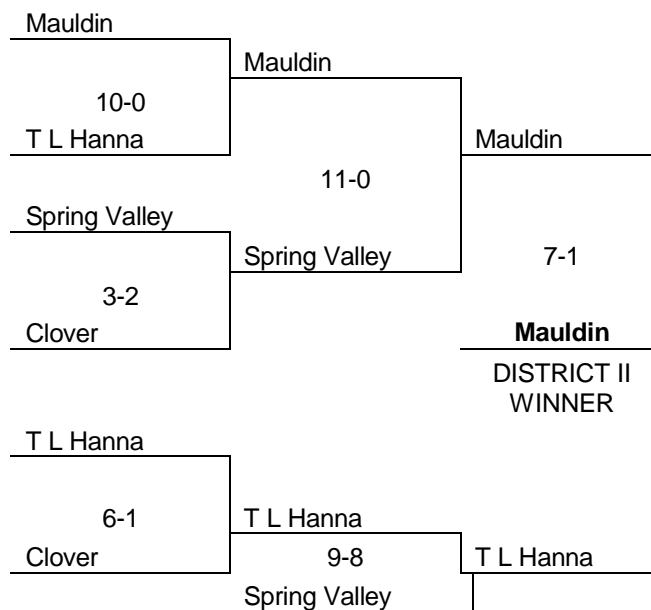 Mauldin
Mauldin
10-0
T L Hanna
Mauldin
11-0
Spring Valley
Spring Valley
7-1
3-2
Clover
Mauldin
DISTRICT II
WINNER
T L Hanna
6-1
T L Hanna
Clover
9-8
T L Hanna
Spring Valley